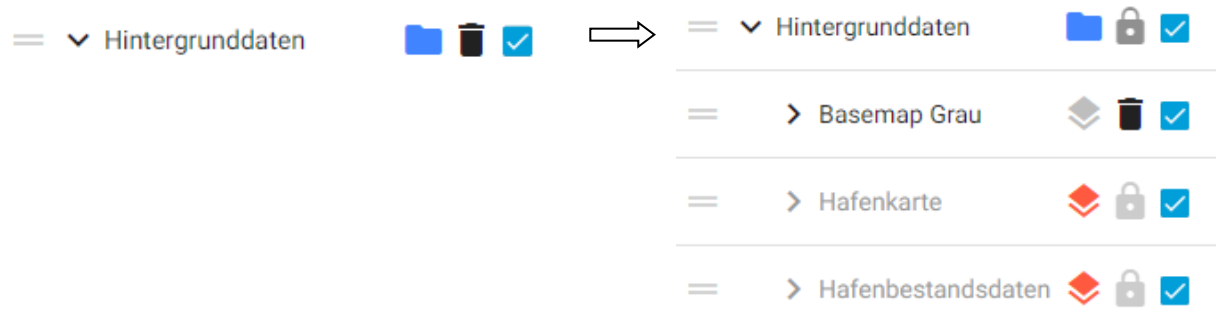 Hintergrunddaten
Hintergrunddaten
Basemap Grau
Hafenkarte
Hafenbestandsdaten